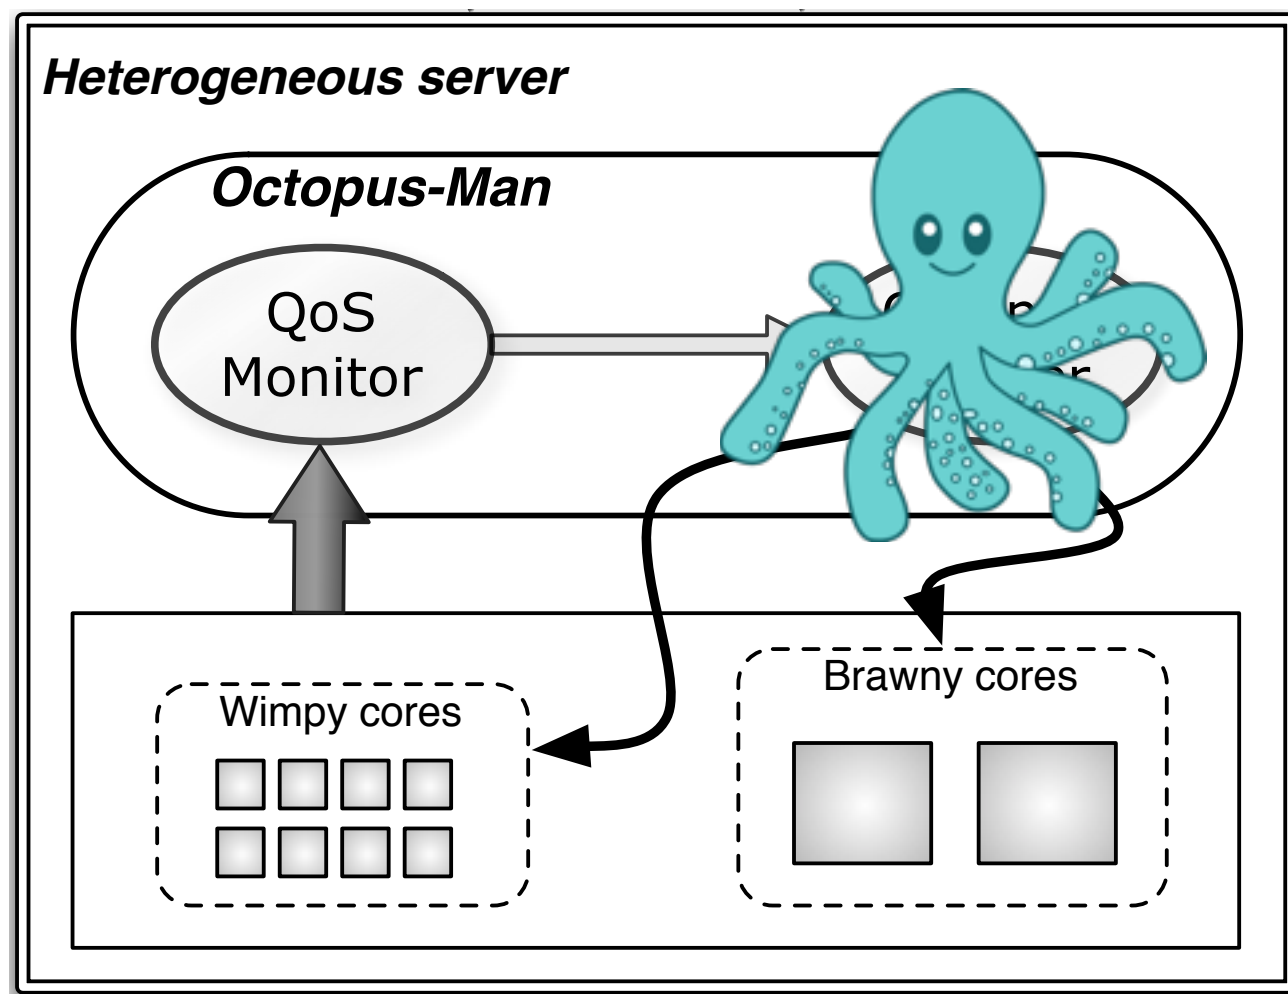 Heterogeneous server
Octopus-Man
QoS
Monitor
Brawny cores
Wimpy cores